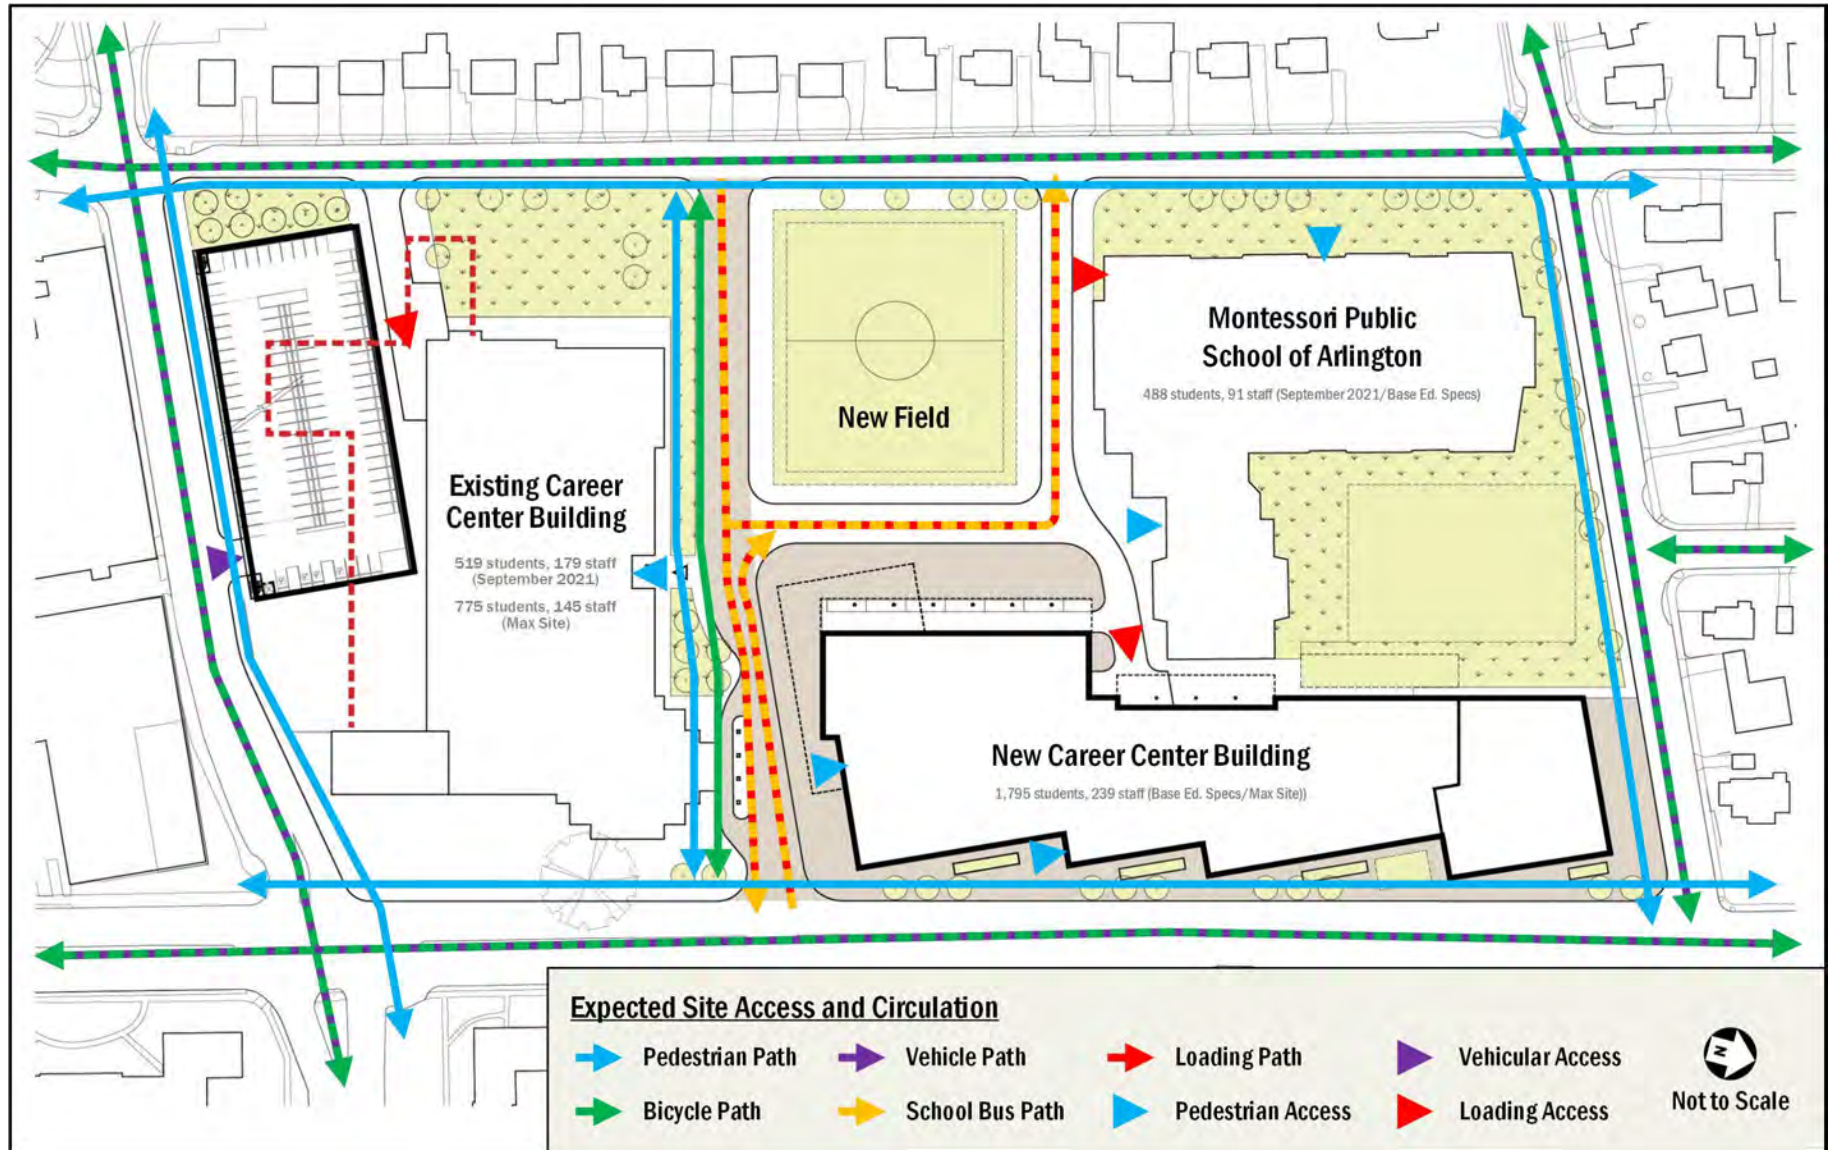 Montessori Public
School of Arlington
488 students, 91 staff (September 2021/Base Ed. Specs)
New Field
Existing Career
Center Building
519 students, 179 staff
(September 2021)
775 students, 145 staff
(Max Site)
New Career Center Building
1,795 students, 239 staff (Base Ed. Specs/Max Site))
Expected Site Access and Circulation
Pedestrian Path
Vehicle Path
Loading Path
Vehicular Access
Bicycle Path
School Bus Path
Pedestrian Access
Loading Access
N
Not to Scale